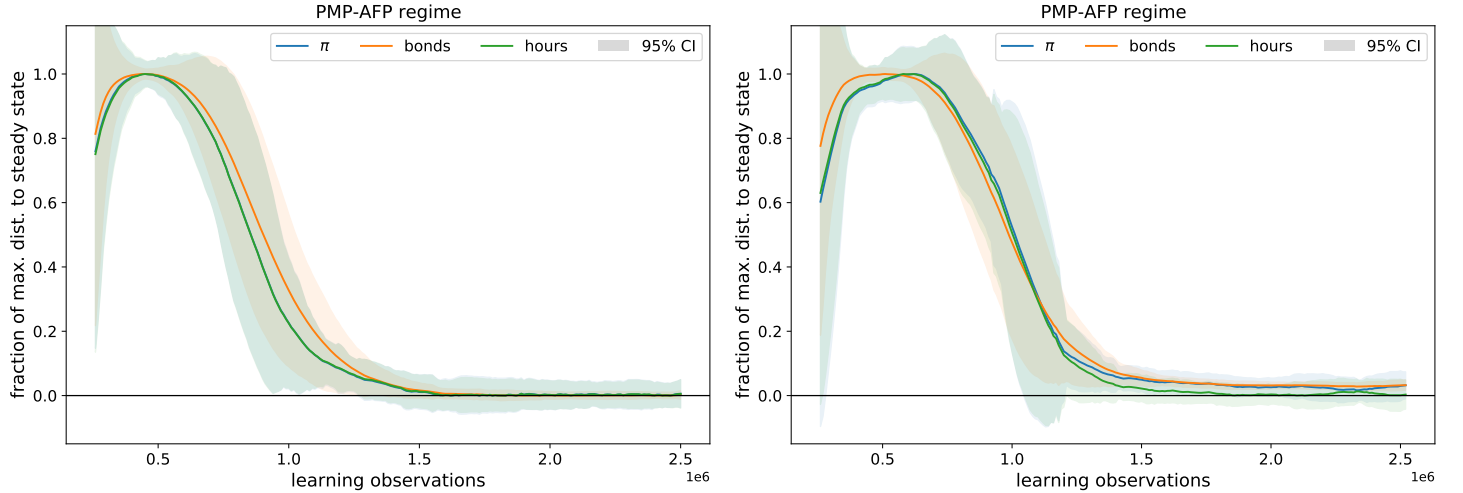 PMP-AFP regime
π bonds hours 95% CI
fraction of max. dist. to steady state
1.0
0.8
0.6
0.4
0.2
0.0
0.5 1.0 1.5 2.0 2.5
1e6
learning observations
PMP-AFP regime
π bonds hours 95% CI
fraction of max. dist. to steady state
1.0
0.8
0.6
0.4
0.2
0.0
0.5 1.0 1.5 2.0 2.5
1e6
learning observations